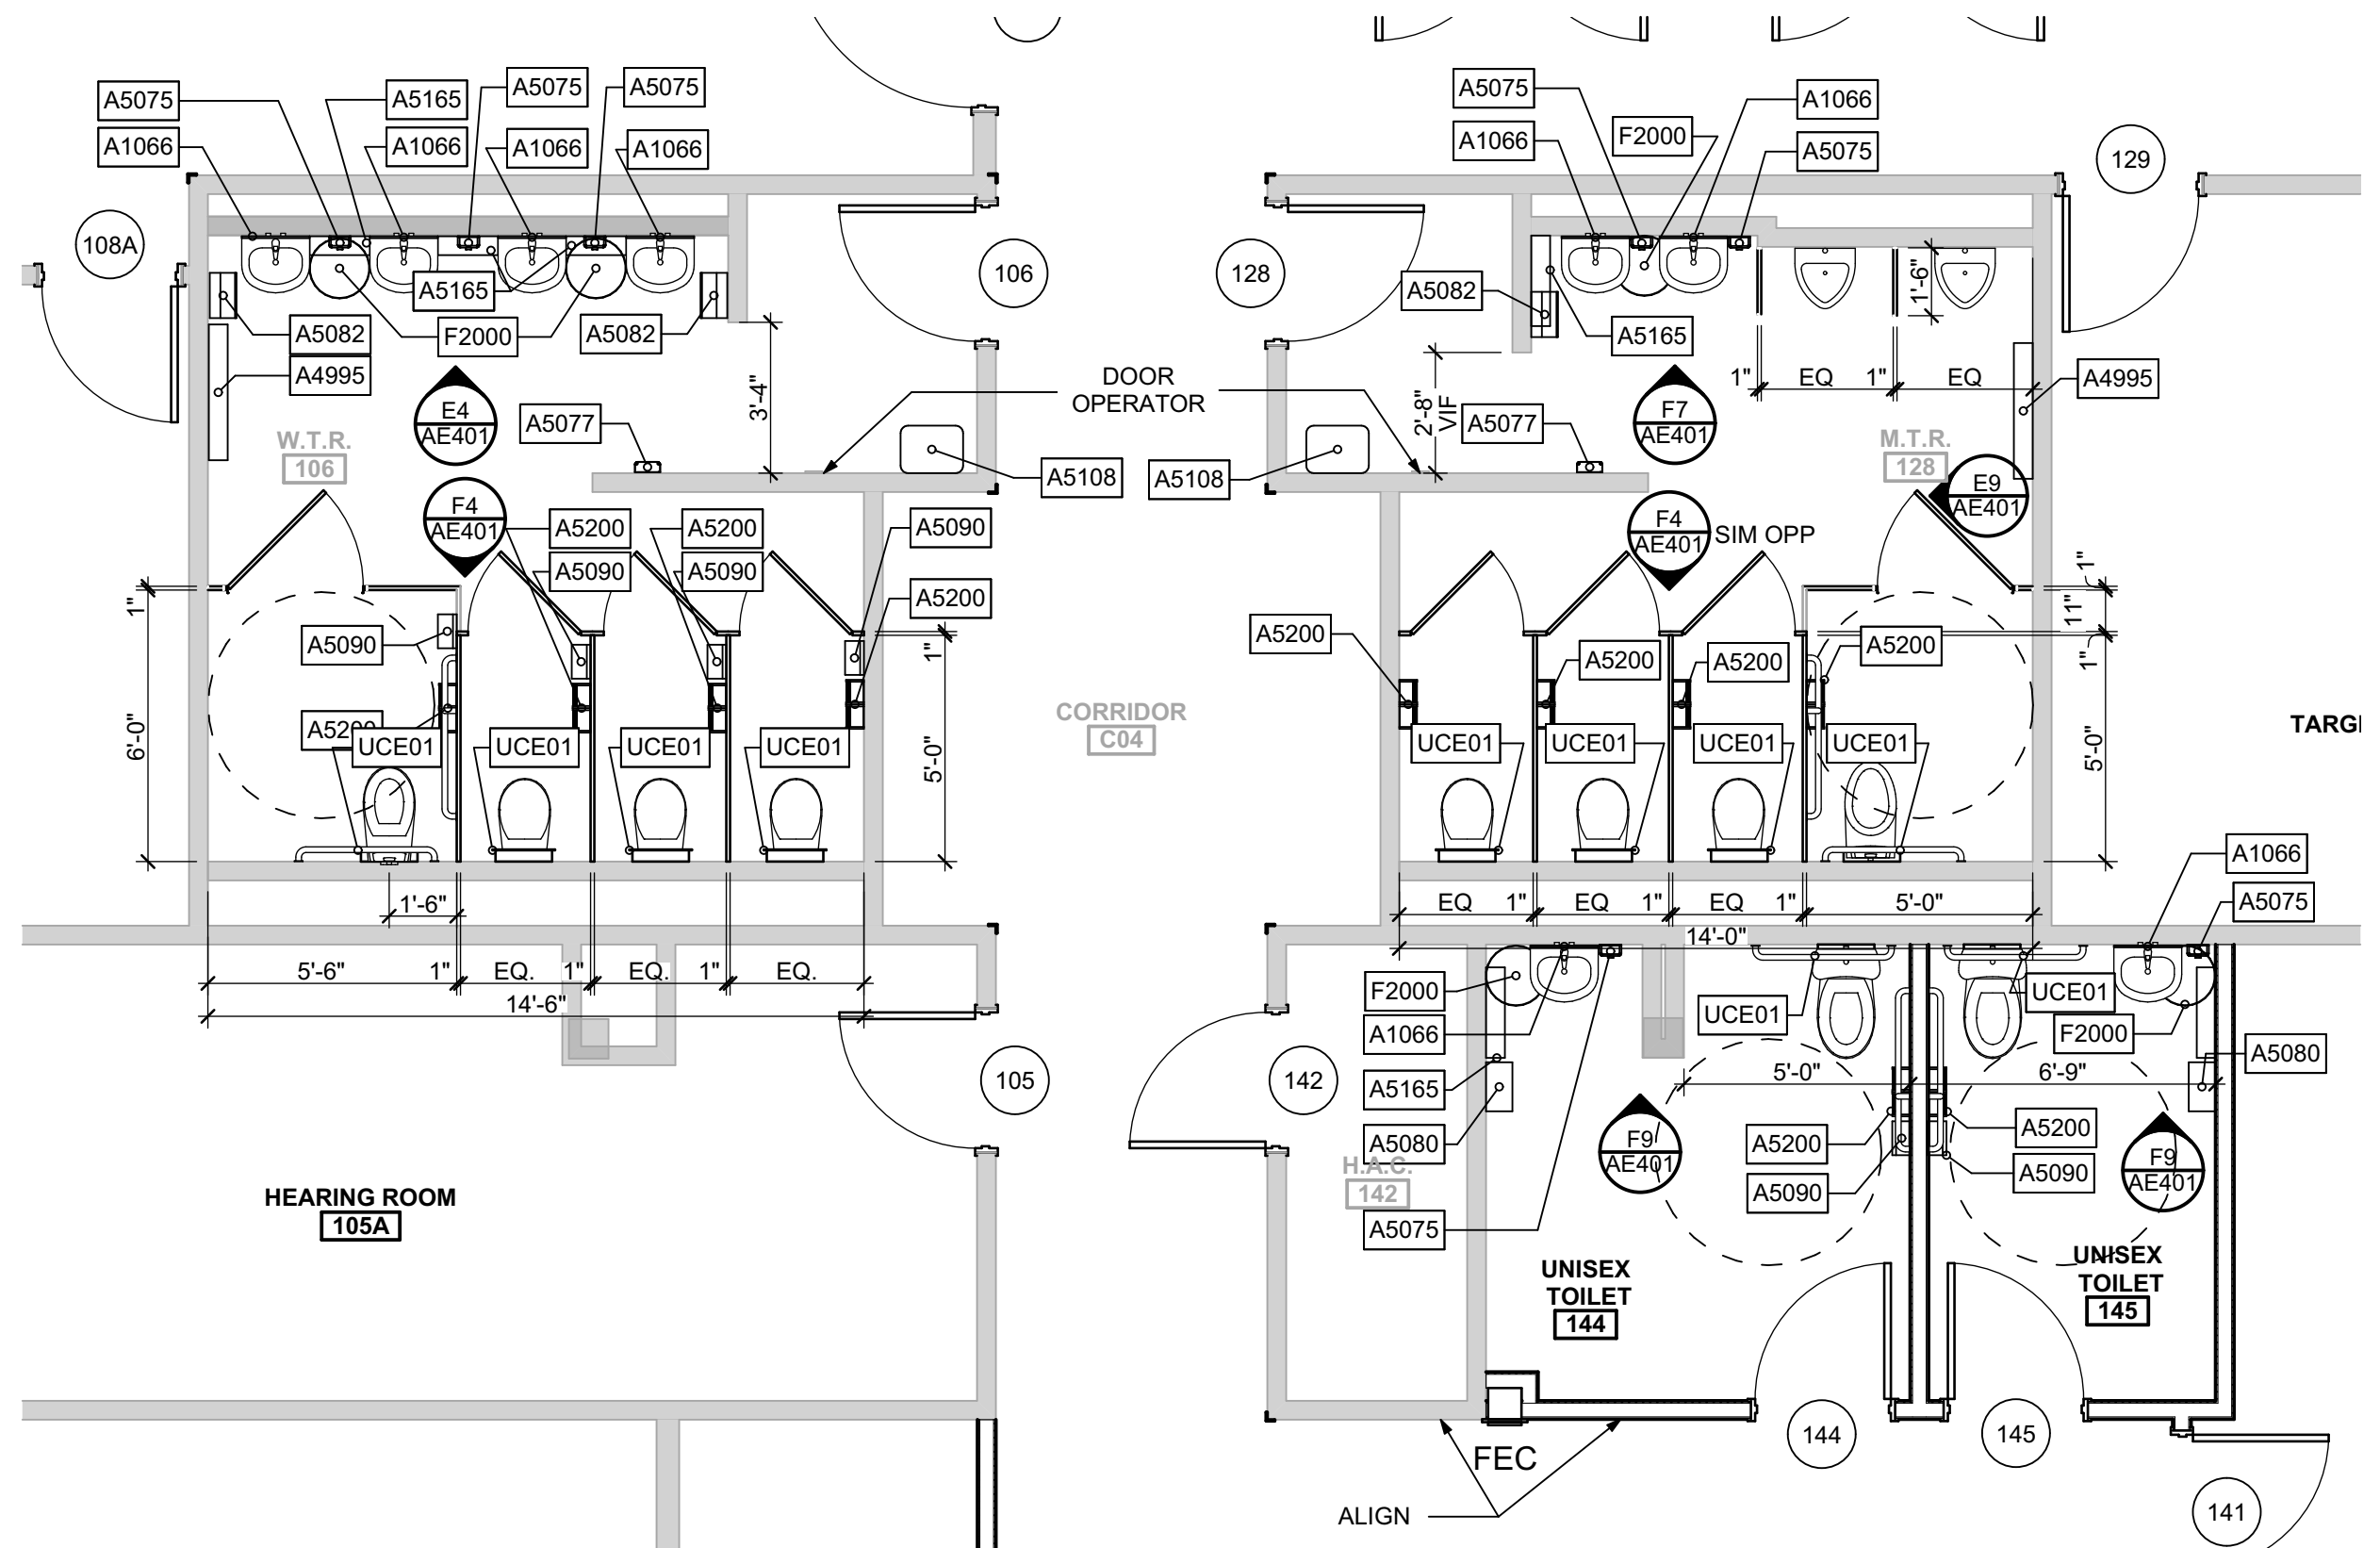 A5075
A5165
A5075
A5075
A1066
A1066
A1066
A1066
A5075
A1066
F2000
A1066
A5075
129
108A
106
128
A5165
A5082
F2000
A5082
A4995
A5082
A5165
1'-6"
1"
EQ
1"
EQ
A4995
E4
AE401
3'-4"
DOOR
OPERATOR
2'-8"
VIF
A5077
A5077
F7
AE401
W.T.R.
106
M.T.R.
128
A5108
A5108
E9
AE401
F4
AE401
A5200
A5200
A5090
A5090
A5090
A5200
F4
AE401
SIM OPP
1"
6'-0"
A5090
UCE01
UCE01
UCE01
UCE01
1"
5'-0"
CORRIDOR
C04
A5200
A5200
A5200
A5200
UCE01
UCE01
UCE01
UCE01
1"
11"
1"
5'-0"
TARG
1'-6"
5'-6"
1"
EQ.
1"
EQ.
1"
EQ.
14'-6"
EQ
1"
EQ
1"
EQ
1"
5'-0"
14'-0"
A1066
A5075
F2000
A1066
A5165
A5080
H.A.C.
142
A5075
UCE01
UCE01
F2000
A5080
5'-0"
6'-9"
105
142
F9
AE401
A5200
A5090
A5200
A5090
F9
AE401
HEARING ROOM
105A
UNISEX
TOILET
144
UNISEX
TOILET
145
FEC
ALIGN
144
145
141